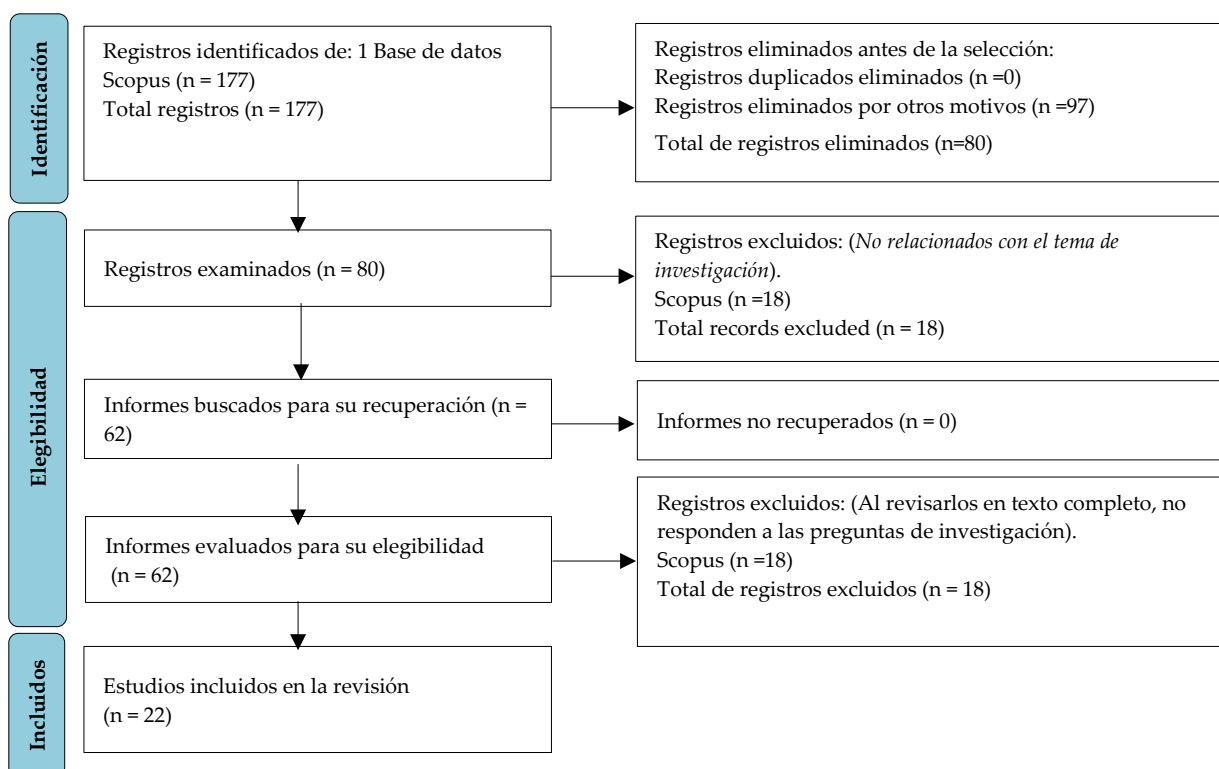 Identificación
Registros identificados de: 1 Base de datos
Scopus (n = 177)
Total registros (n = 177)
Registros eliminados antes de la selección:
Registros duplicados eliminados (n =0)
Registros eliminados por otros motivos (n =97)
Total de registros eliminados (n=80)
Elegibilidad
Registros examinados (n = 80)
Registros excluidos: (No relacionados con el tema de
investigación).
Scopus (n =18)
Total records excluded (n = 18)
Informes buscados para su recuperación (n =
62)
Informes no recuperados (n = 0)
Informes evaluados para su elegibilidad
(n = 62)
Registros excluidos: (Al revisarlos en texto completo, no
responden a las preguntas de investigación).
Scopus (n =18)
Total de registros excluidos (n = 18)
Incluidos
Estudios incluidos en la revisión
(n = 22)